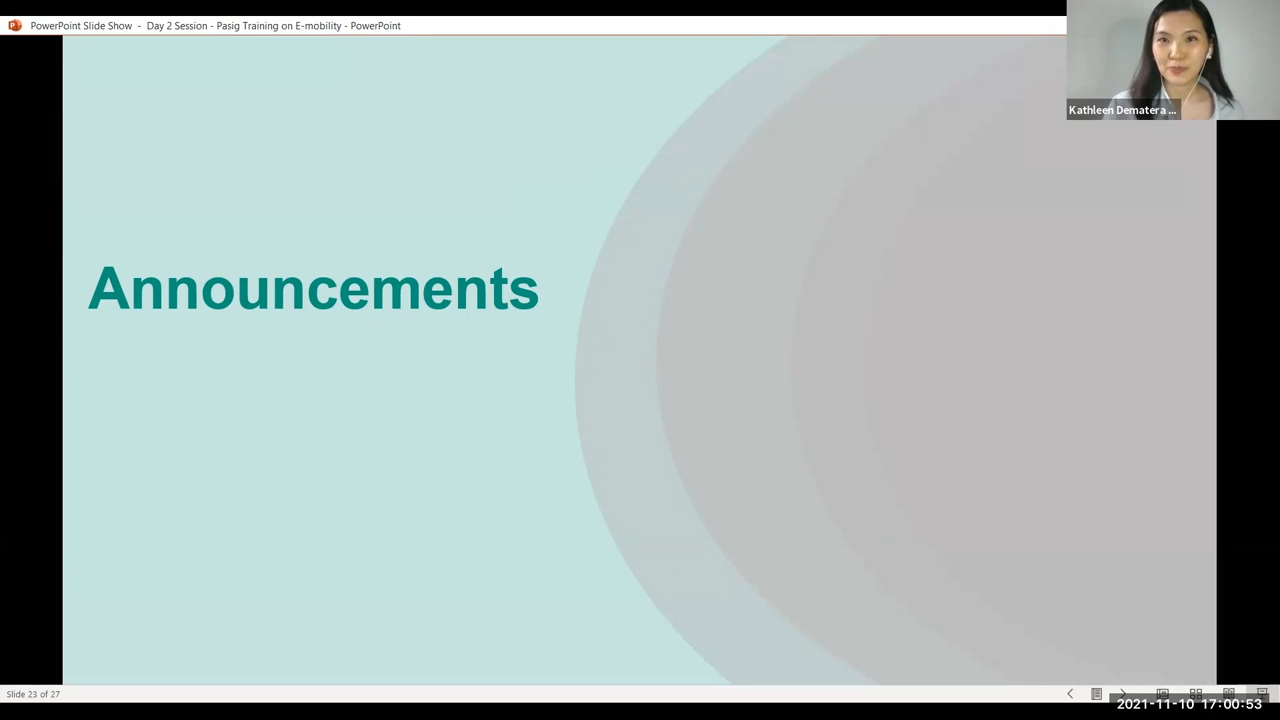 PowerPoint Slide Show - Day 2 Session - Pasig Training on E-mobility - PowerPoint
Kathleen Dematera ...
Announcements
Slide 23 of 27
2021-11-10 17:00:53